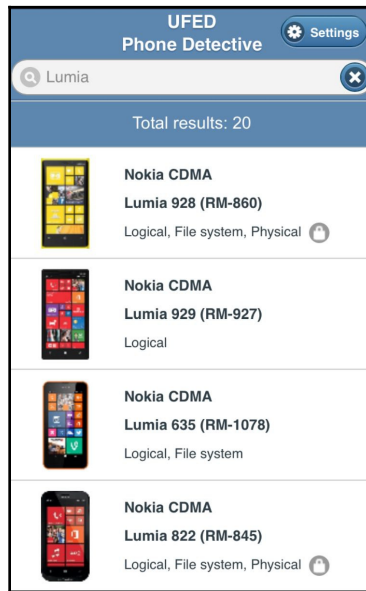 UFED
Phone Detective
Settings
Lumia
Total results: 20
Nokia CDMA
Lumia 928 (RM-860)
Logical, File system, Physical
Nokia CDMA
Lumia 929 (RM-927)
Logical
Nokia CDMA
Lumia 635 (RM-1078)
Logical, File system
Nokia CDMA
Lumia 822 (RM-845)
Logical, File system, Physical